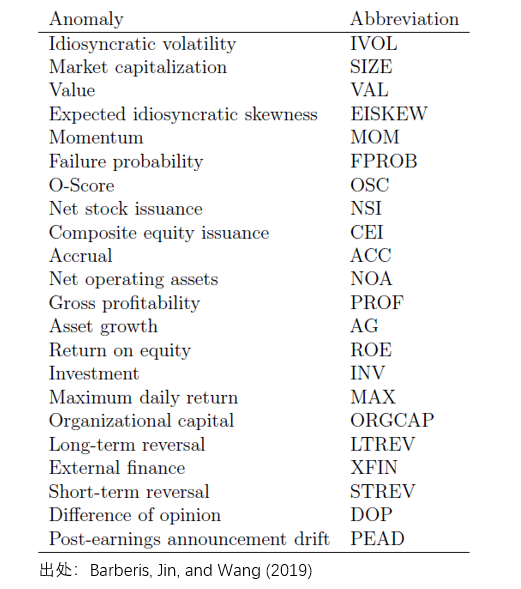 Anomaly Abbreviation
Idiosyncratic volatility IVOL
Market capitalization SIZE
Value VAL
Expected idiosyncratic skewness EISKEW
Momentum MOM
Failure probability FPROB
O-Score OSC
Net stock issuance NSI
Composite equity issuance CEI
Accrual ACC
Net operating assets NOA
Gross profitability PROF
Asset growth AG
Return on equity ROE
Investment INV
Maximum daily return MAX
Organizational capital ORGCAP
Long-term reversal LTREV
External finance XFIN
Short-term reversal STREV
Difference of opinion DOP
Post-earnings announcement drift PEAD
出处：Barberis, Jin, and Wang (2019)